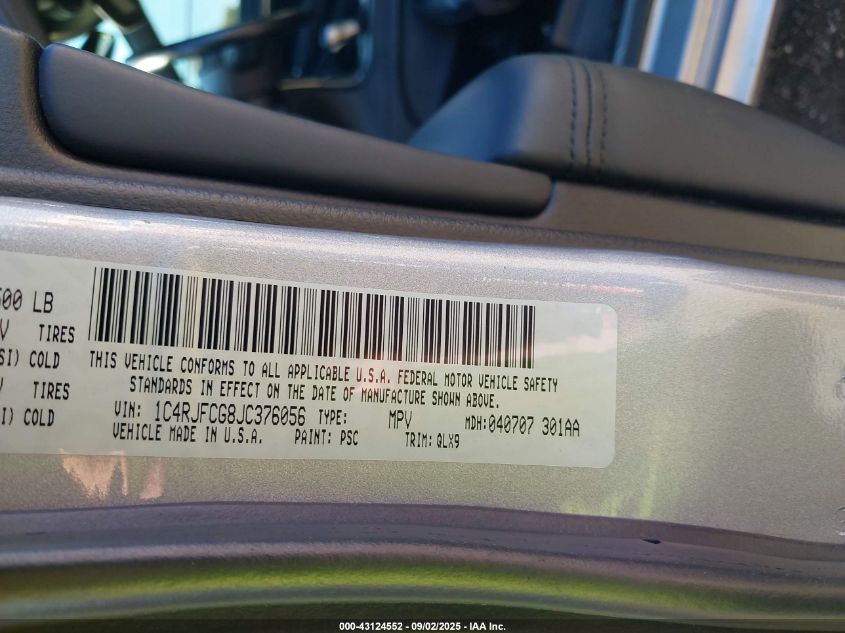 500 LB
TIRES
SI) COLD
TIRES
I) COLD
THIS VEHICLE CONFORMS TO ALL APPLICABLE U.S.A. FEDERAL MOTOR VEHICLE SAFETY
STANDARDS IN EFFECT ON THE DATE OF MANUFACTURE SHOWN ABOVE.
VIN: 1C4RJFCG8JC376056 TYPE: MPV MDH:040707 301AA
VEHICLE MADE IN U.S.A. PAINT: PSC TRIM: QLX9
000-43124552 - 09/02/2025 - IAA Inc.